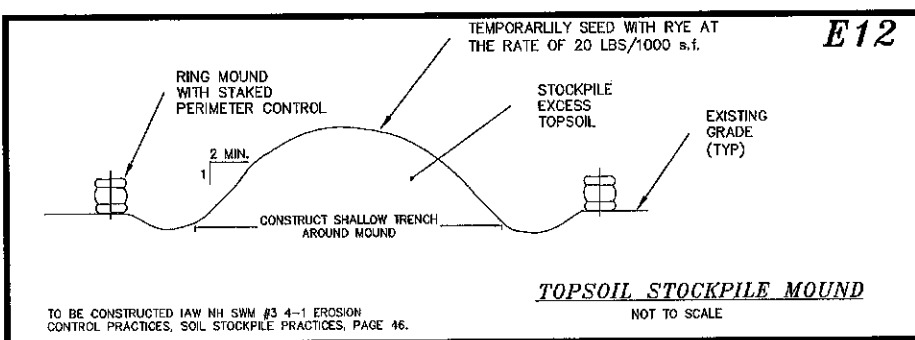 TEMPORARLILY SEED WITH RYE AT
THE RATE OF 20 LBS/1000 s.f.
E12
RING MOUND
WITH STAKED
PERIMETER CONTROL
STOCKPILE
EXCESS
TOPSOIL
EXISTING
GRADE
(TYP)
2 MIN.
1
CONSTRUCT SHALLOW TRENCH
AROUND MOUND
TOPSOIL STOCKPILE MOUND
NOT TO SCALE
TO BE CONSTRUCTED IAW NH SWM #3 4-1 EROSION
CONTROL PRACTICES, SOIL STOCKPILE PRACTICES, PAGE 46.